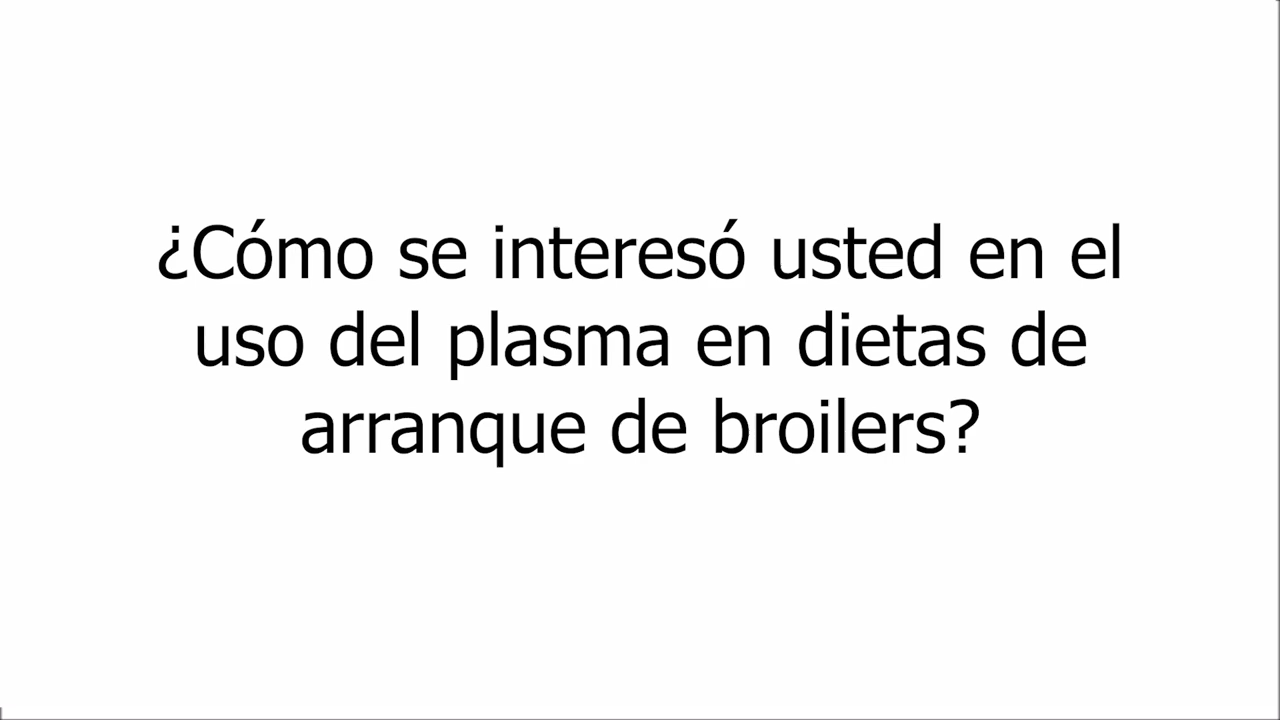 ¿Cómo se interesó usted en el
uso del plasma en dietas de
arranque de broilers?